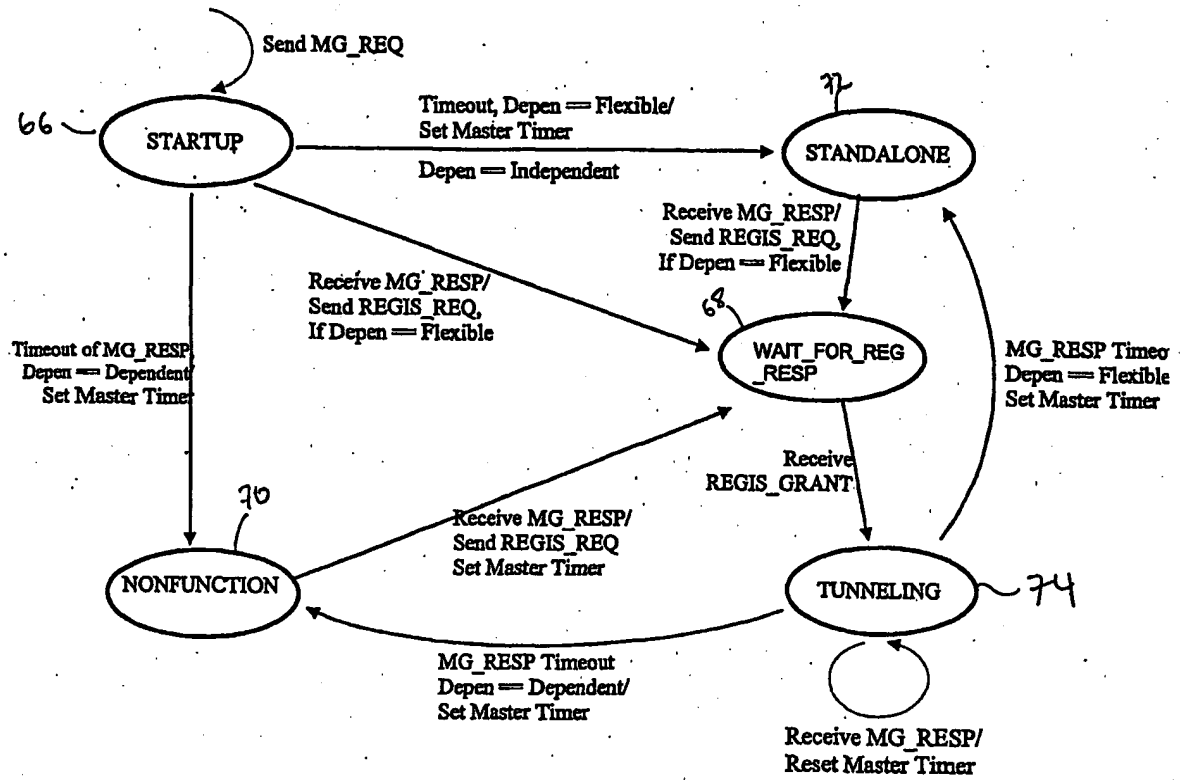 Send MG_REQ
66
STARTUP
Timeout, Depen == Flexible/
Set Master Timer
Depen == Independent
72
STANDALONE
Receive MG_RESP/
Send REGIS_REQ,
If Depen == Flexible
Receive MG_RESP/
Send REGIS_REQ,
If Depen == Flexible
68
WAIT_FOR_REG
_RESP
MG_RESP Timeo
Depen == Flexible
Set Master Timer
Timeout of MG_RESP
Depen == Dependent/
Set Master Timer
Receive
REGIS_GRANT
70
NONFUNCTION
Receive MG_RESP/
Send REGIS_REQ
Set Master Timer
TUNNELING
74
MG_RESP Timeout
Depen == Dependent/
Set Master Timer
Receive MG_RESP/
Reset Master Timer